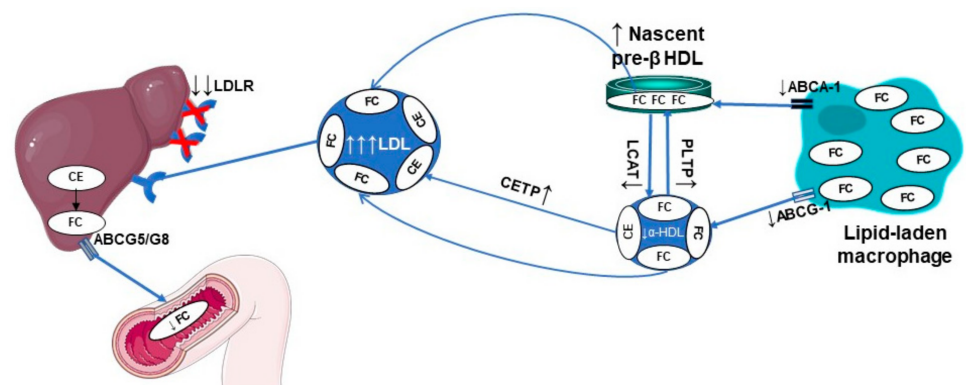 ↓↓LDLR
CE
FC
ABCG5/G8
↓ FC
FC
CE
FC
↑↑↑LDL
CE
FC
CETP↑
↑ Nascent
pre-β HDL
FC FC FC
LCAT ↓
PLTP ↑
FC
CE
↓α-HDL
FC
FC
↓ABCA-1
↓ABCG-1
FC
FC
FC
FC
FC
FC
Lipid-laden
macrophage